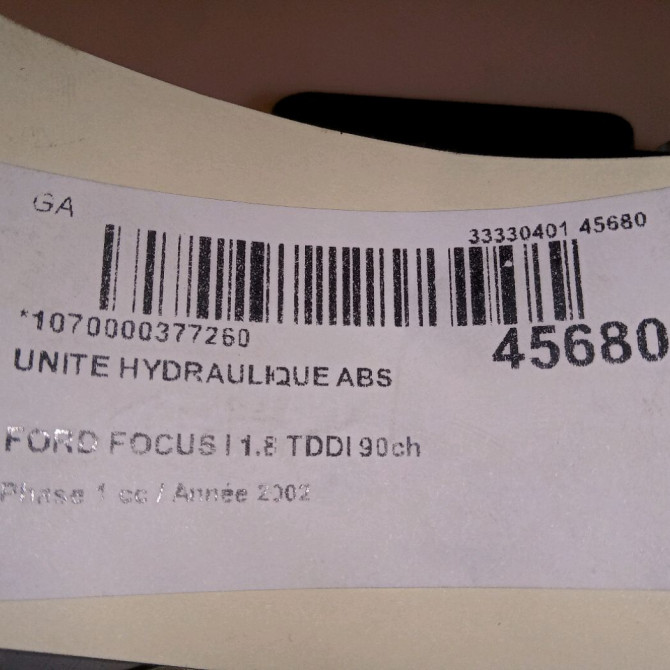 GA
33330401 45680
*1070000377260
45680
UNITE HYDRAULIQUE ABS
FORD FOCUS I 1.8 TDDI 90ch
Phase 1 cc / Année 2002